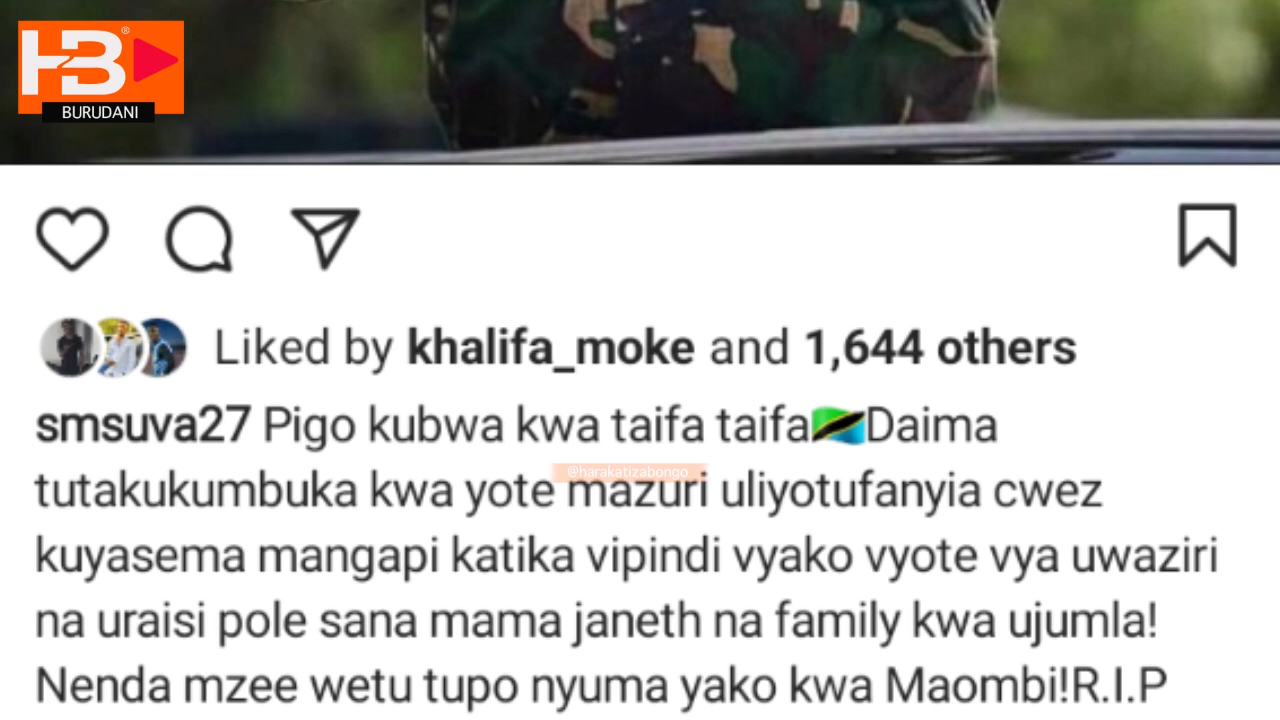 HB®
BURUDANI
Liked by khalifa_moke and 1,644 others
smsuva27 Pigo kubwa kwa taifa taifa🇹🇿Daima
@harakatizabongo
tutakukumbuka kwa yote mazuri uliyotufanyia cwez
kuyasema mangapi katika vipindi vyako vyote vya uwaziri
na uraisi pole sana mama janeth na family kwa ujumla!
Nenda mzee wetu tupo nyuma yako kwa Maombi!R.I.P